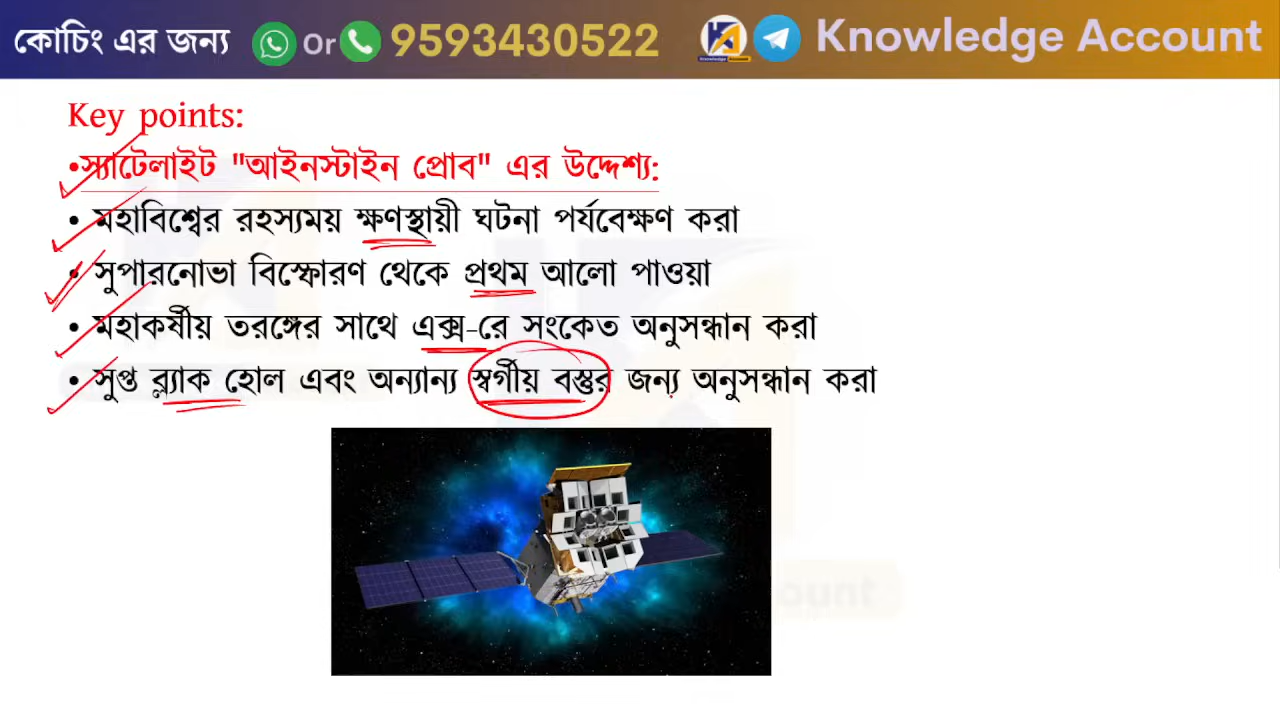 কোচিং এর জন্য Or 9593430522 Knowledge Account
Key points:
•স্যাটেলাইট "আইনস্টাইন প্রোব" এর উদ্দেশ্য:
• মহাবিশ্বের রহস্যময় ক্ষণস্থায়ী ঘটনা পর্যবেক্ষণ করা
• সুপারনোভা বিস্ফোরণ থেকে প্রথম আলো পাওয়া
• মহাকর্ষীয় তরঙ্গের সাথে এক্স-রে সংকেত অনুসন্ধান করা
• সুপ্ত ব্ল্যাক হোল এবং অন্যান্য স্বর্গীয় বস্তুর জন্য অনুসন্ধান করা